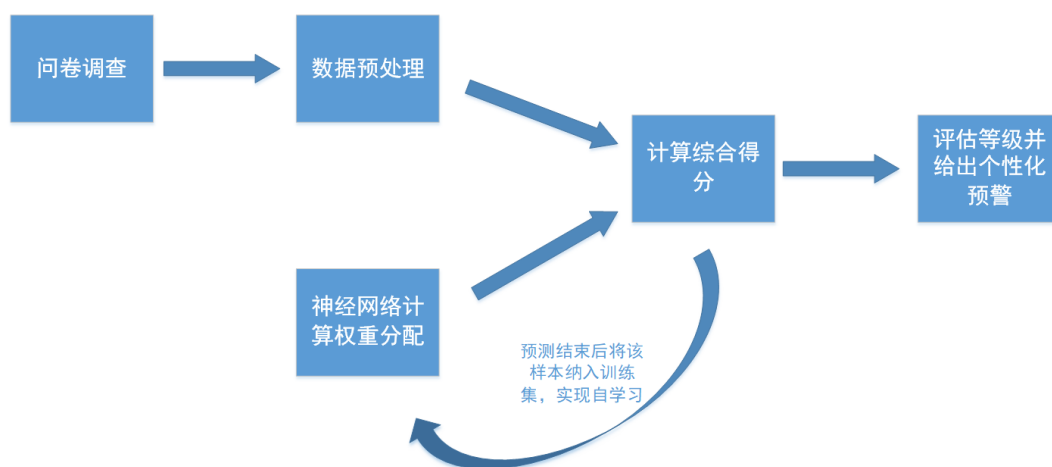 问卷调查
数据预处理
计算综合得
分
评估等级并
给出个性化
预警
神经网络计
算权重分配
预测结束后将该
样本纳入训练
集，实现自学习